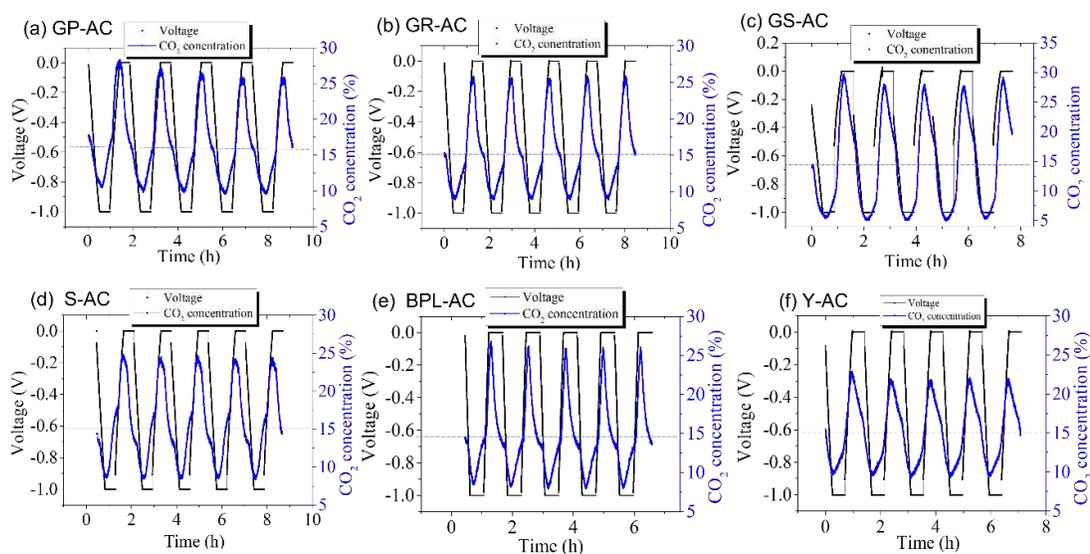 (a) GP-AC
Voltage
CO₂ conentration
0.0
-0.2
-0.4
-0.6
-0.8
-1.0
Voltage (V)
0 2 4 6 8 10
Time (h)
30
25
20
15
10
5
CO₂ concentration (%)
(b) GR-AC
Voltage
CO₂ conentration
0.0
-0.2
-0.4
-0.6
-0.8
-1.0
Voltage (V)
0 2 4 6 8 10
Time (h)
30
25
20
15
10
5
CO₂ concentration (%)
(c) GS-AC
Voltage
CO₂ conentration
0.2
0.0
-0.2
-0.4
-0.6
-0.8
-1.0
Voltage (V)
0 2 4 6 8
Time (h)
35
30
25
20
15
10
5
CO₂ conentration (%)
(d) S-AC
Voltage
CO₂ conentration
0.0
-0.2
-0.4
-0.6
-0.8
-1.0
Voltage (V)
0 2 4 6 8 10
Time (h)
30
25
20
15
10
5
CO₂ concentration (%)
(e) BPL-AC
Voltage
CO₂ conentration
0.0
-0.2
-0.4
-0.6
-0.8
-1.0
Voltage (V)
0 2 4 6
Time (h)
30
25
20
15
10
5
CO₂ concentration (%)
(f) Y-AC
Voltage
CO₂ conentration
0.0
-0.2
-0.4
-0.6
-0.8
-1.0
Voltage (V)
0 2 4 6 8
Time (h)
30
25
20
15
10
5
CO₂ concentration (%)